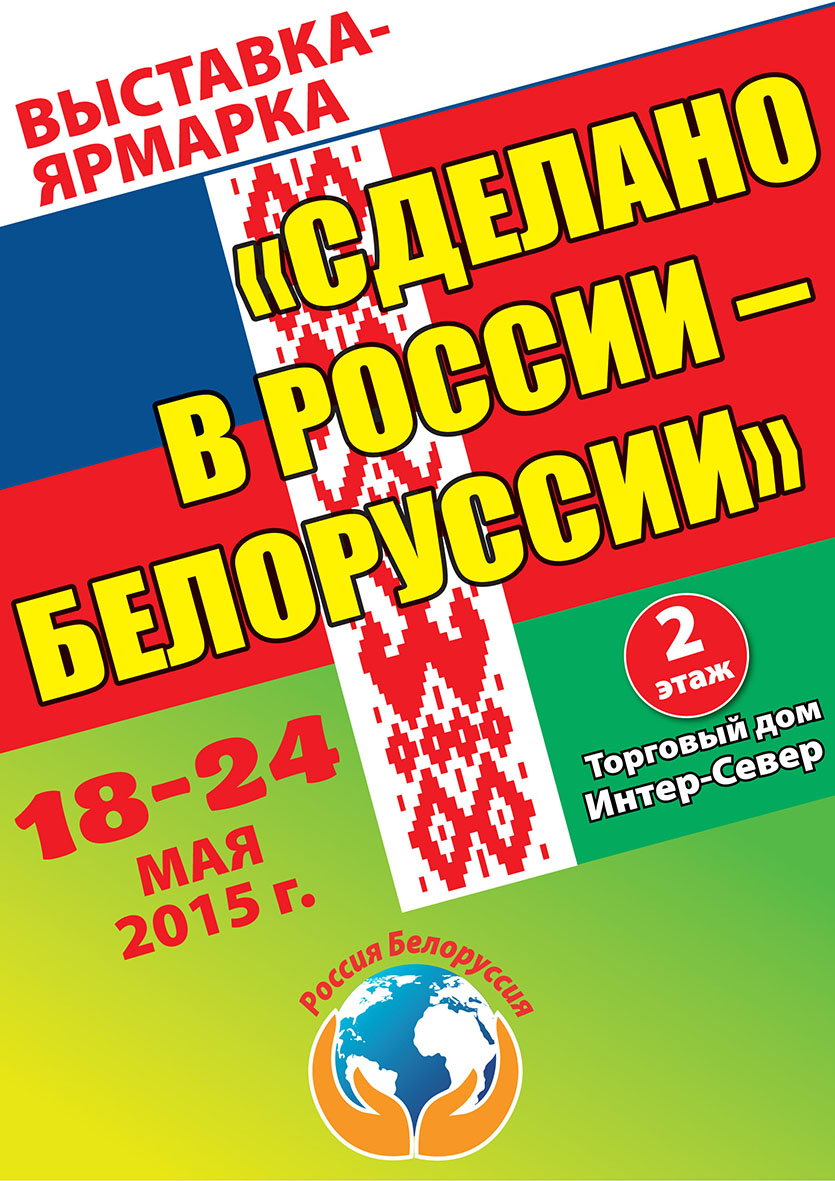 ВЫСТАВКА-
ЯРМАРКА
«СДЕЛАНО
В РОССИИ –
БЕЛОРУССИИ»
2
этаж
Торговый дом
Интер-Север
18-24
МАЯ
2015 г.
Россия Белоруссия